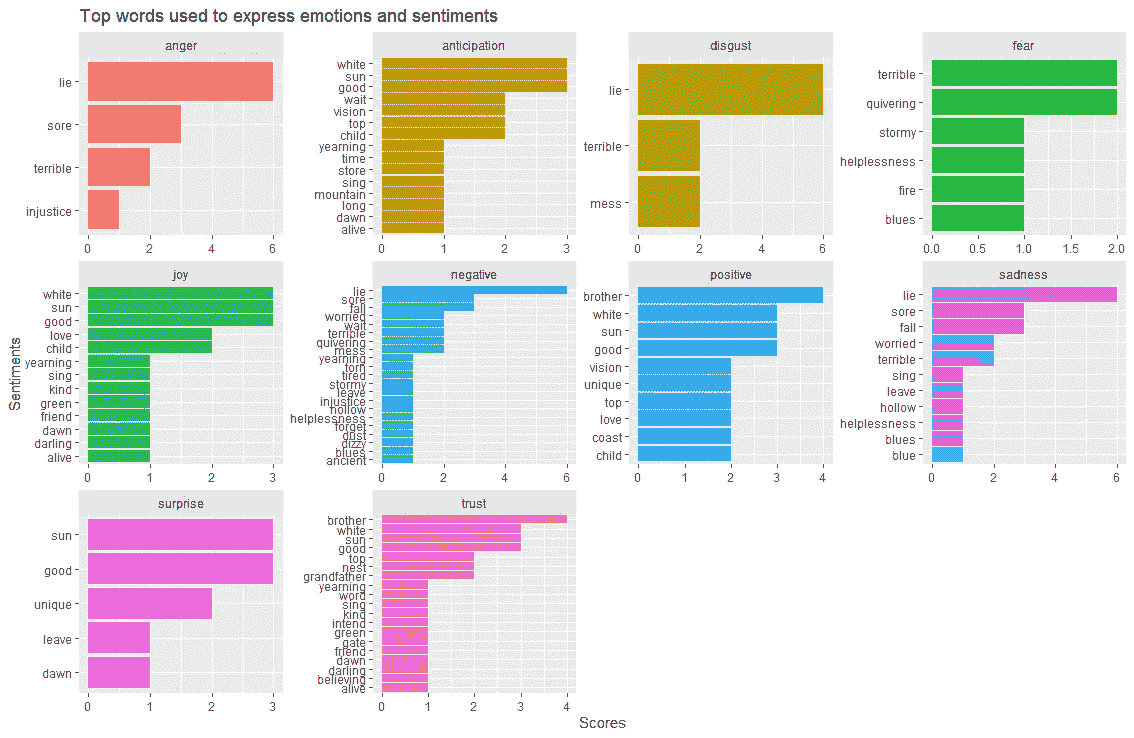 Top words used to express emotions and sentiments
anger
lie
sore
terrible
injustice
0 2 4 6
anticipation
white
sun
good
wait
vision
top
child
yearning
time
store
sing
mountain
long
dawn
alive
0 1 2 3
disgust
lie
terrible
mess
0 2 4 6
fear
terrible
quivering
stormy
helplessness
fire
blues
0.0 0.5 1.0 1.5 2.0
Sentiments
joy
white
sun
good
love
child
yearning
sing
kind
green
friend
dawn
darling
alive
0 1 2 3
negative
lie
sore
fall
worried
wait
terrible
quivering
mess
yearning
torn
tired
stormy
leave
injustice
hollow
helplessness
forget
dust
dizzy
blues
ancient
0 2 4 6
positive
brother
white
sun
good
vision
unique
top
love
coast
child
0 1 2 3 4
sadness
lie
sore
fall
worried
terrible
sing
leave
hollow
helplessness
blues
blue
0 2 4 6
surprise
sun
good
unique
leave
dawn
0 1 2 3
trust
brother
white
sun
good
top
nest
grandfather
yearning
word
sing
kind
intend
green
gate
friend
dawn
darling
believing
alive
0 1 2 3 4
Scores